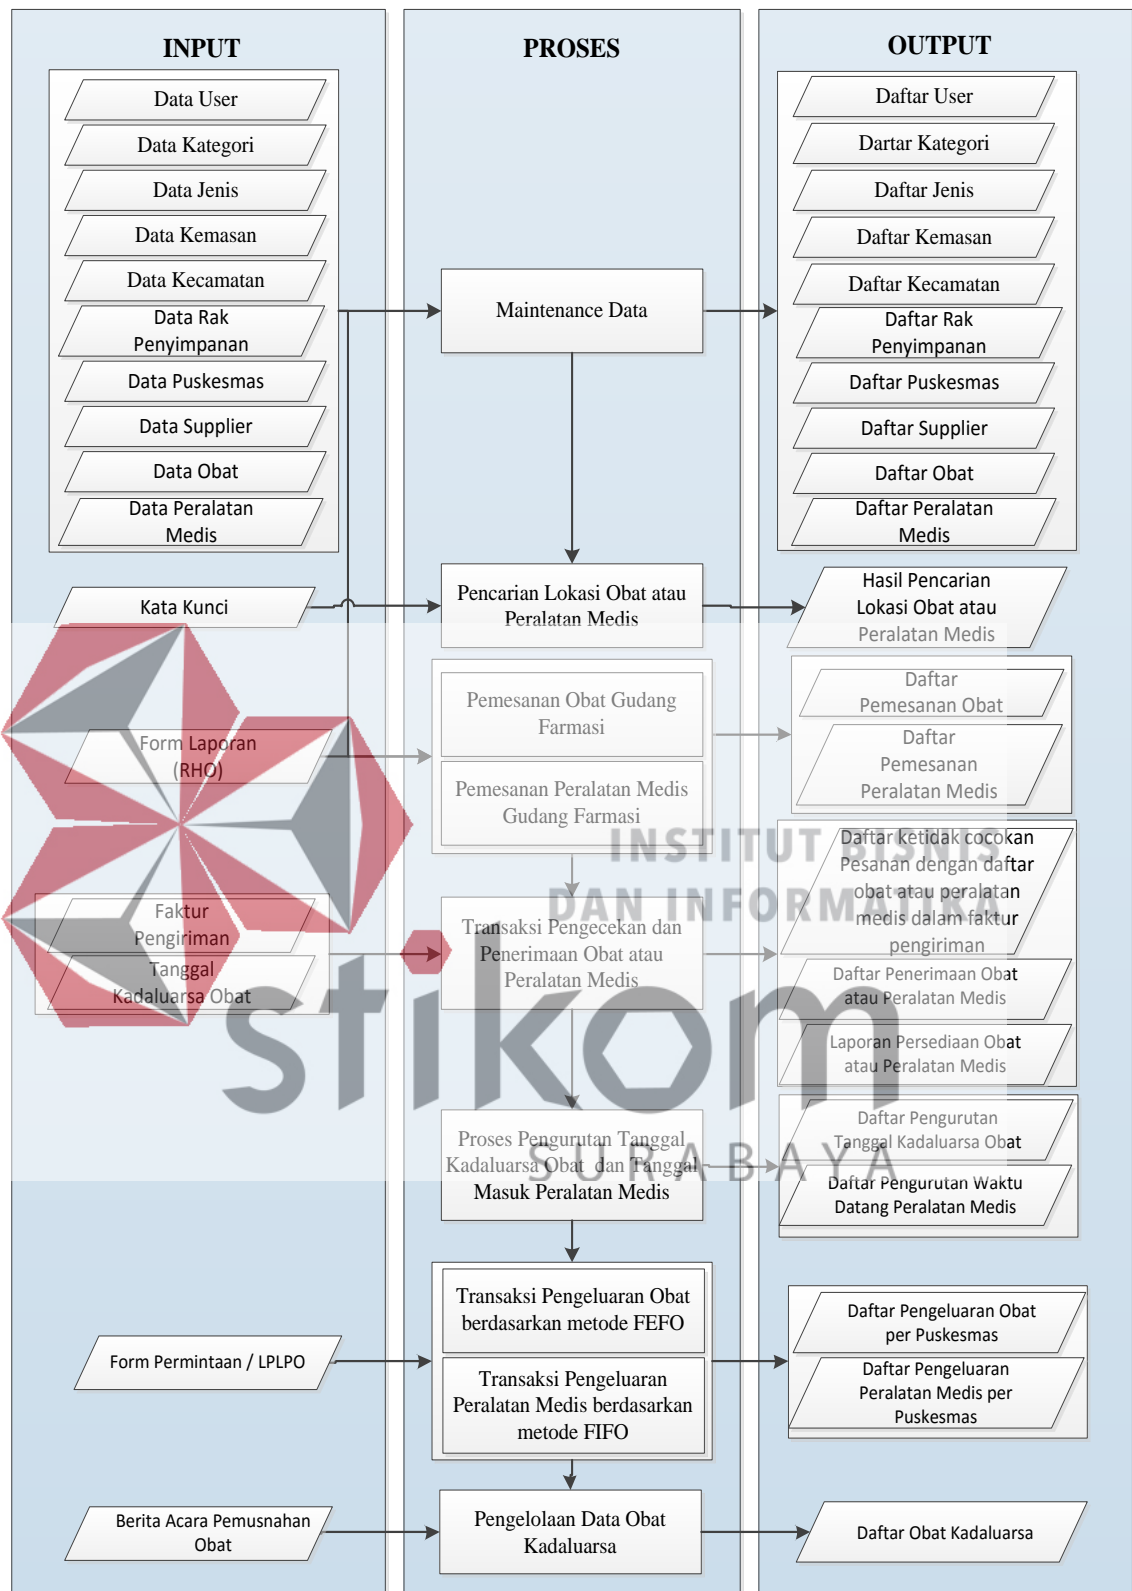 INPUT
Data User
Data Kategori
Data Jenis
Data Kemasan
Data Kecamatan
Data Rak
Penyimpanan
Data Puskesmas
Data Supplier
Data Obat
Data Peralatan
Medis
Kata Kunci
Form Laporan
(RHO)
Faktur
Pengiriman
Tanggal
Kadaluarsa Obat
Form Permintaan / LPLPO
Berita Acara Pemusnahan
Obat
PROSES
Maintenance Data
Pencarian Lokasi Obat atau
Peralatan Medis
Pemesanan Obat Gudang
Farmasi
Pemesanan Peralatan Medis
Gudang Farmasi
Transaksi Pengecekan dan
Penerimaan Obat atau
Peralatan Medis
Proses Pengurutan Tanggal
Kadaluarsa Obat dan Tanggal
Masuk Peralatan Medis
Transaksi Pengeluaran Obat
berdasarkan metode FEFO
Transaksi Pengeluaran
Peralatan Medis berdasarkan
metode FIFO
Pengelolaan Data Obat
Kadaluarsa
OUTPUT
Daftar User
Dartar Kategori
Daftar Jenis
Daftar Kemasan
Daftar Kecamatan
Daftar Rak
Penyimpanan
Daftar Puskesmas
Daftar Supplier
Daftar Obat
Daftar Peralatan
Medis
Hasil Pencarian
Lokasi Obat atau
Peralatan Medis
Daftar
Pemesanan Obat
Daftar
Pemesanan
Peralatan Medis
Daftar ketidak cocokan
Pesanan dengan daftar
obat atau peralatan
medis dalam faktur
pengiriman
Daftar Penerimaan Obat
atau Peralatan Medis
Laporan Persediaan Obat
atau Peralatan Medis
Daftar Pengurutan
Tanggal Kadaluarsa Obat
Daftar Pengurutan Waktu
Datang Peralatan Medis
Daftar Pengeluaran Obat
per Puskesmas
Daftar Pengeluaran
Peralatan Medis per
Puskesmas
Daftar Obat Kadaluarsa
INSTITUT BISNIS
DAN INFORMATIKA
stikom
SURABAYA